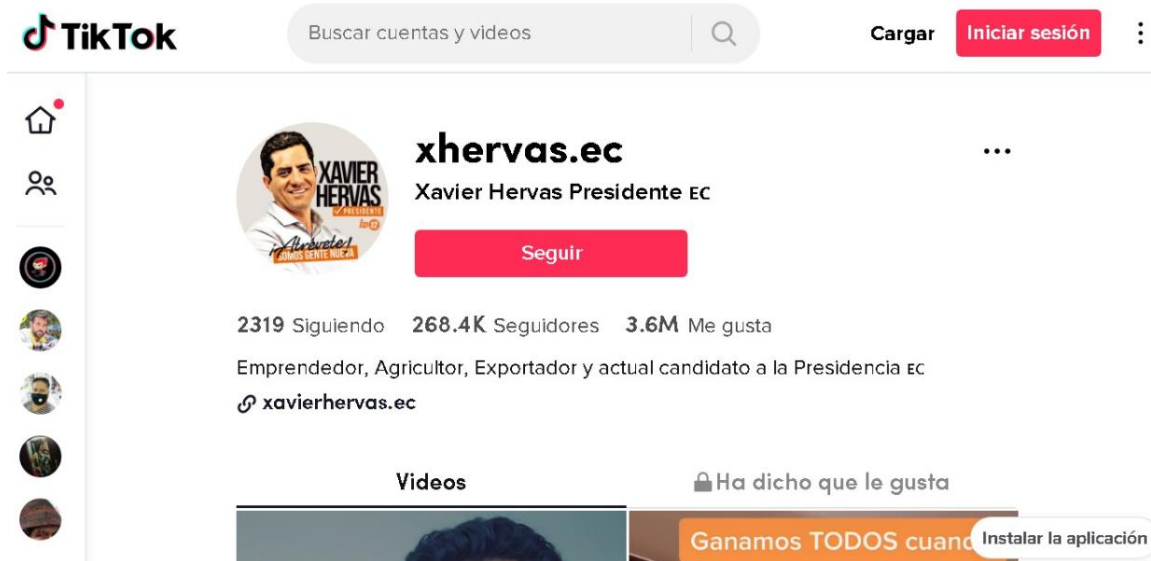 TikTok
Buscar cuentas y videos
Cargar
Iniciar sesión
xhervas.ec
Xavier Hervas Presidente EC
XAVIER
HERVAS
PRESIDENTE
¡Atrévete!
SOMOS GENTE NUEVA
Seguir
2319 Siguiendo 268.4K Seguidores 3.6M Me gusta
Emprendedor, Agricultor, Exportador y actual candidato a la Presidencia EC
xavierhervas.ec
Videos
Ha dicho que le gusta
Ganamos TODOS cuan
Instalar la aplicación